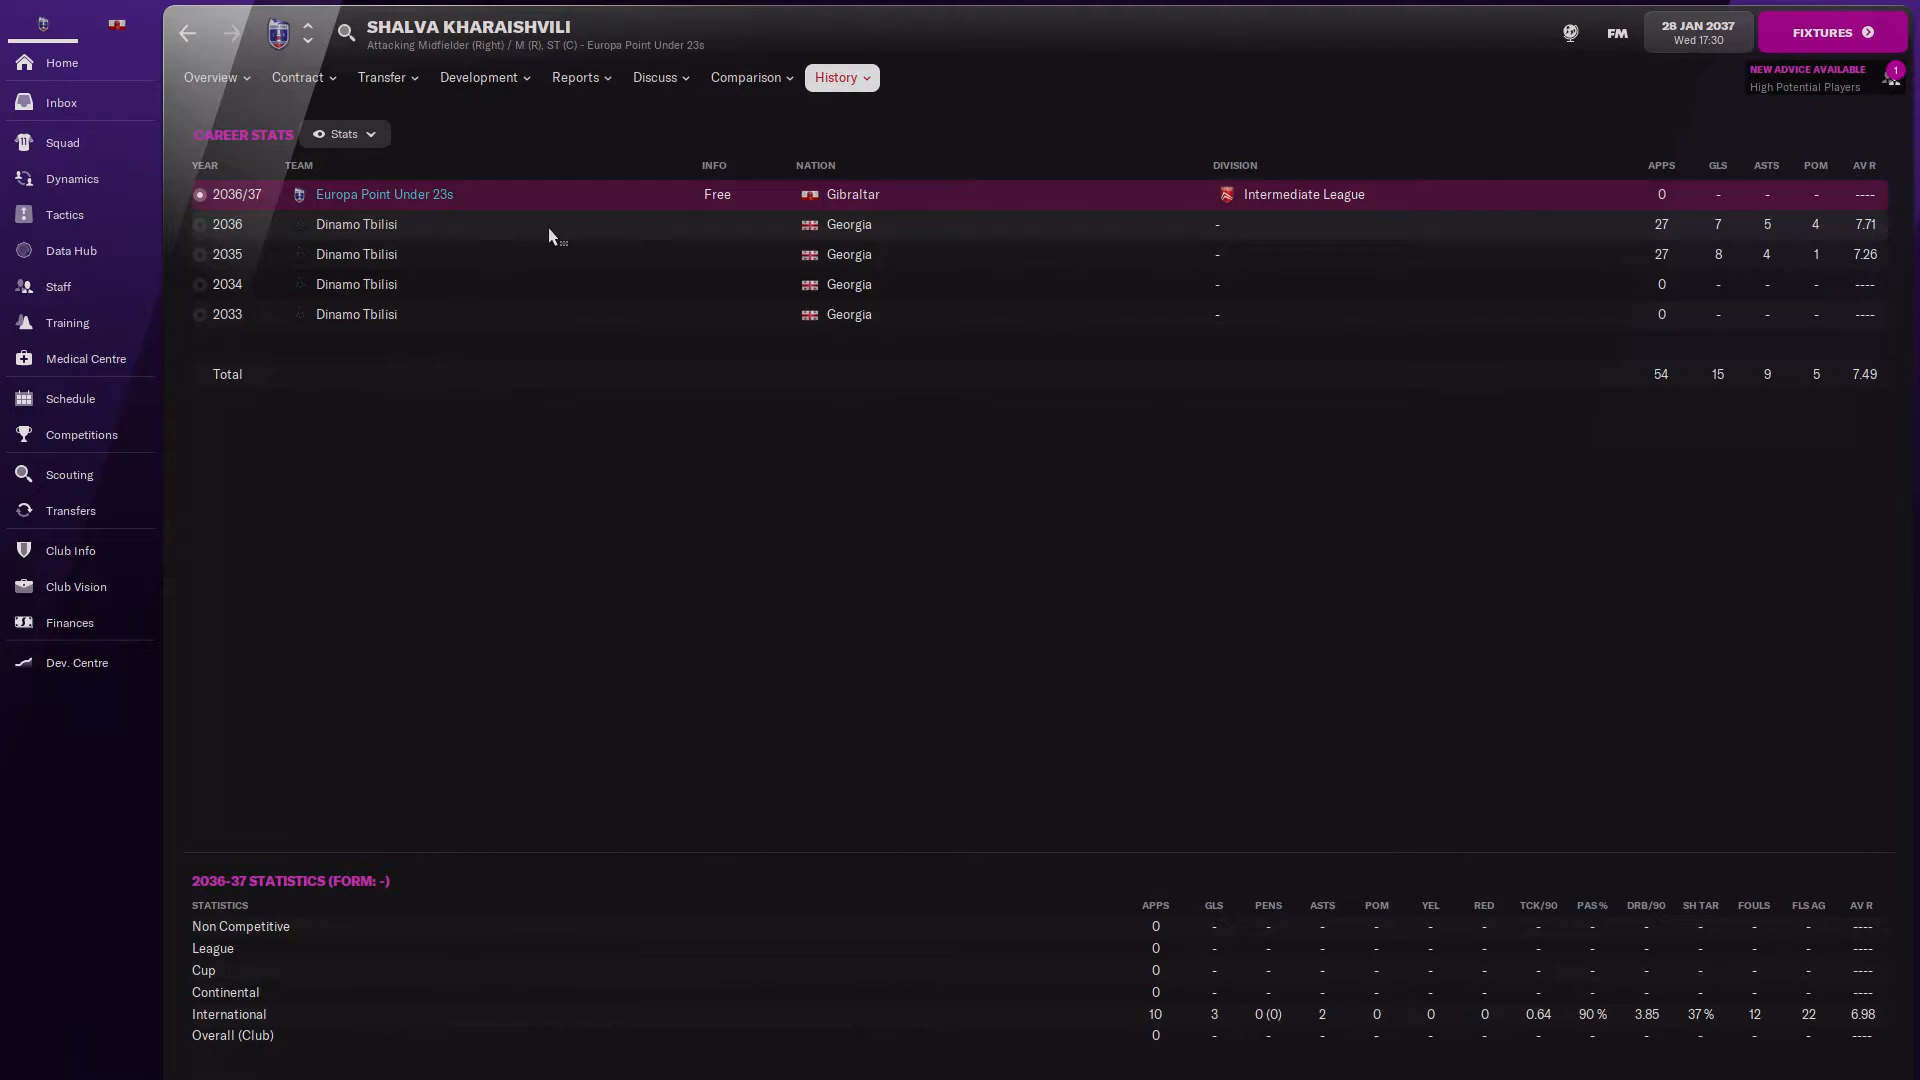 SHALVA KHARAISHVILI
Attacking Midfielder (Right) / M (R), ST (C) - Europa Point Under 23s
FM
28 JAN 2037
Wed 17:30
FIXTURES
Home
Overview Contract Transfer Development Reports Discuss Comparison History
NEW ADVICE AVAILABLE 1
High Potential Players
Inbox
Squad
Dynamics
Tactics
Data Hub
Staff
Training
Medical Centre
Schedule
Competitions
Scouting
Transfers
Club Info
Club Vision
Finances
Dev. Centre
CAREER STATS Stats
YEAR TEAM INFO NATION DIVISION APPS GLS ASTS POM AV R
2036/37 Europa Point Under 23s Free Gibraltar Intermediate League 0 - - - ----
2036 Dinamo Tbilisi Georgia - 27 7 5 4 7.71
2035 Dinamo Tbilisi Georgia - 27 8 4 1 7.26
2034 Dinamo Tbilisi Georgia - 0 - - - ----
2033 Dinamo Tbilisi Georgia - 0 - - - ----
Total 54 15 9 5 7.49
2036-37 STATISTICS (FORM: -)
STATISTICS APPS GLS PENS ASTS POM YEL RED TCK/90 PAS % DRB/90 SH TAR FOULS FLS AG AV R
Non Competitive 0 - - - - - - - - - - - - ----
League 0 - - - - - - - - - - - - ----
Cup 0 - - - - - - - - - - - - ----
Continental 0 - - - - - - - - - - - - ----
International 10 3 0 (0) 2 0 0 0 0.64 90 % 3.85 37 % 12 22 6.98
Overall (Club) 0 - - - - - - - - - - - - ----